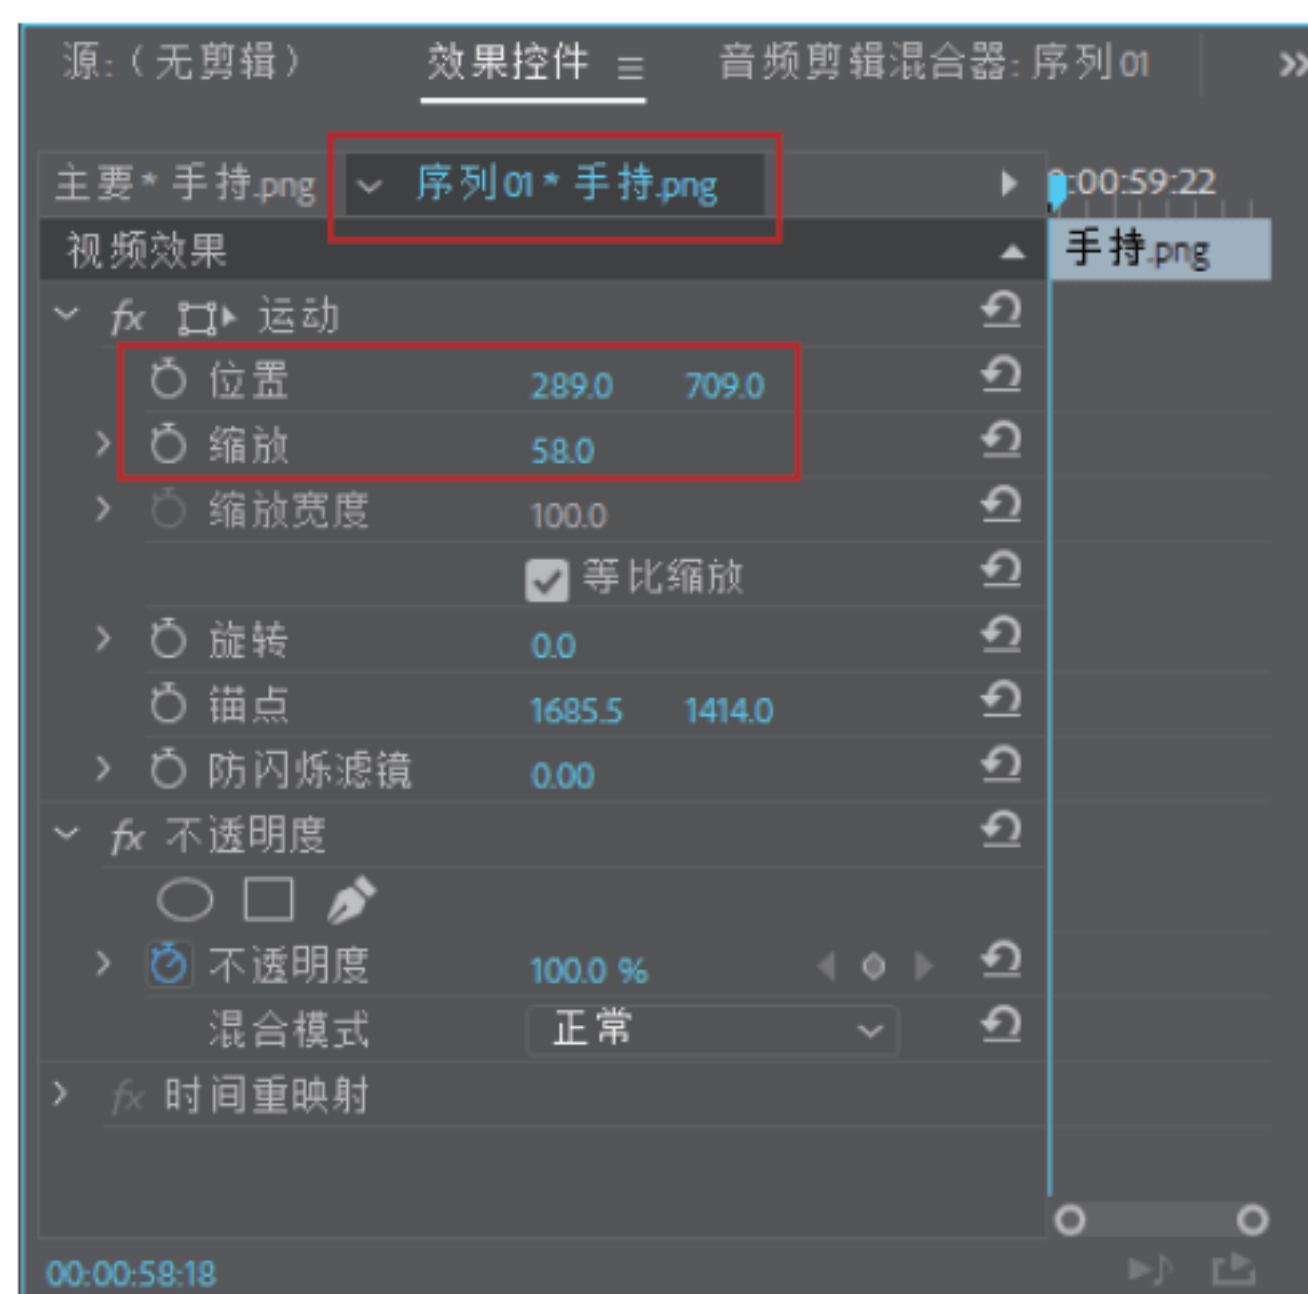 源:（无剪辑） 效果控件 音频剪辑混合器: 序列 01
主要* 手持.png 序列 01 * 手持.png :00:59:22
视频效果 手持.png
fx 运动
位置 289.0 709.0
缩放 58.0
缩放宽度 100.0
等比缩放
旋转 0.0
锚点 1685.5 1414.0
防闪烁滤镜 0.00
fx 不透明度
不透明度 100.0 %
混合模式 正常
fx 时间重映射
00:00:58:18